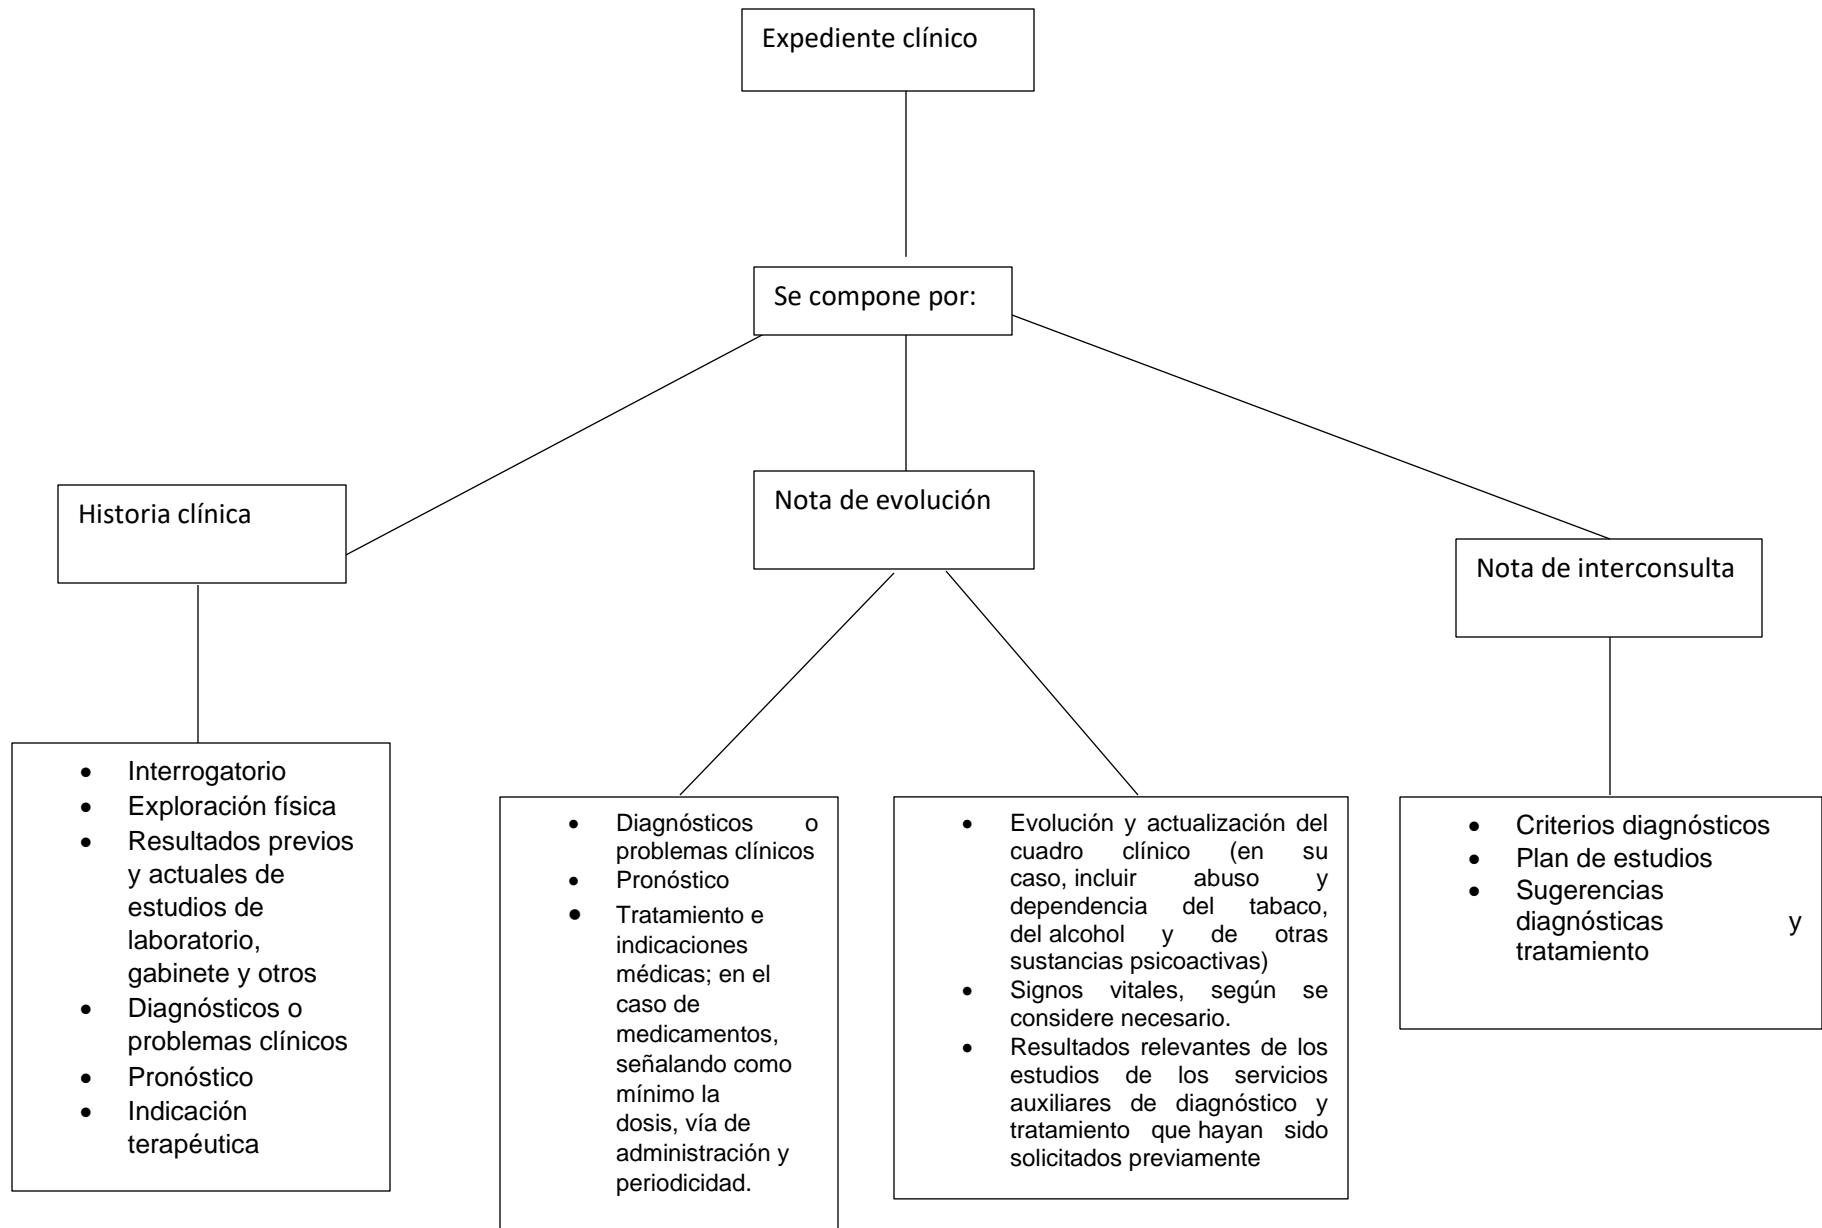 Expediente clínico
Se compone por:
Historia clínica
Nota de evolución
Nota de interconsulta
• Interrogatorio
• Exploración física
• Resultados previos
y actuales de
estudios de
laboratorio,
gabinete y otros
• Diagnósticos o
problemas clínicos
• Pronóstico
• Indicación
terapéutica
• Diagnósticos o
problemas clínicos
• Pronóstico
• Tratamiento e
indicaciones
médicas; en el
caso de
medicamentos,
señalando como
mínimo la
dosis, vía de
administración y
periodicidad.
• Evolución y actualización del
cuadro clínico (en su
caso, incluir abuso y
dependencia del tabaco,
del alcohol y de otras
sustancias psicoactivas)
• Signos vitales, según se
considere necesario.
• Resultados relevantes de los
estudios de los servicios
auxiliares de diagnóstico y
tratamiento que hayan sido
solicitados previamente
• Criterios diagnósticos
• Plan de estudios
• Sugerencias
diagnósticas y
tratamiento